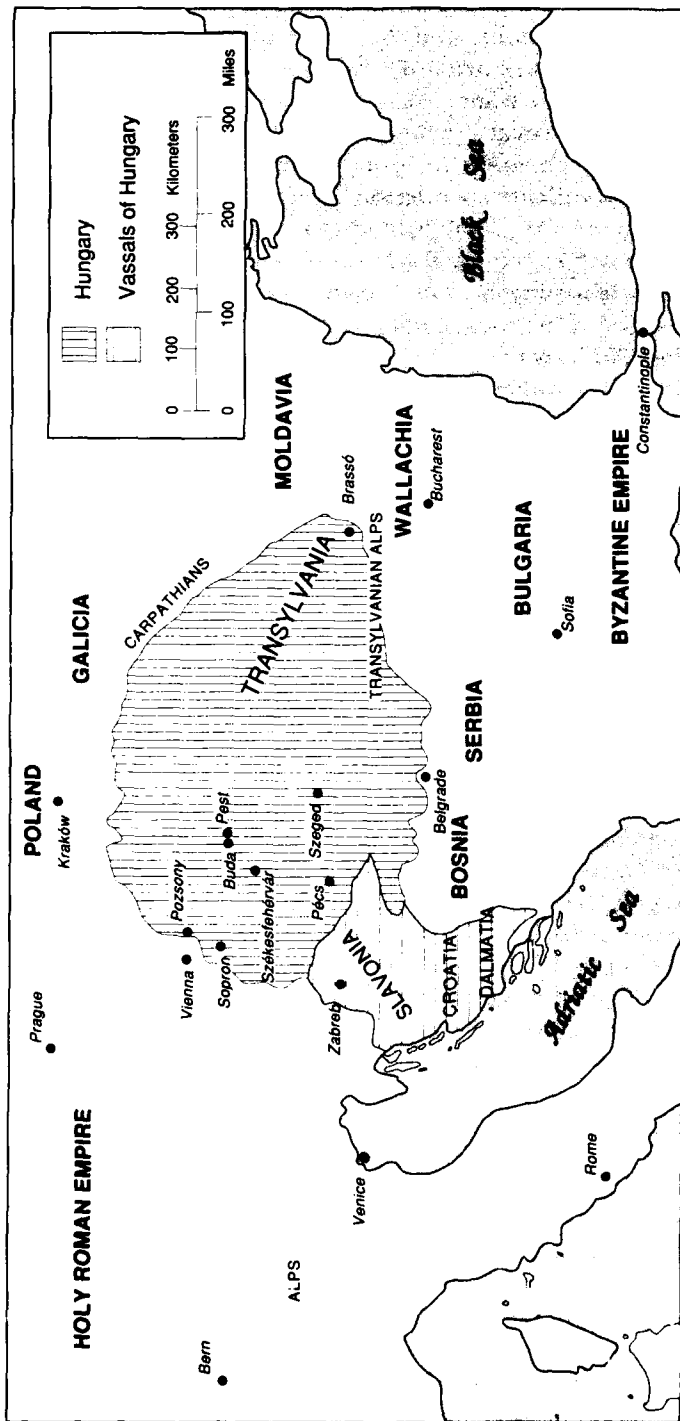 Hungary
Vassals of Hungary
0 100 200 300 Kilometers
0 100 200 300 Miles
HOLY ROMAN EMPIRE
Prague
POLAND
Kraków
GALICIA
CARPATHIANS
MOLDAVIA
Bern
ALPS
Vienna
Pozsony
Sopron
Buda
Pest
Székesfehérvár
Szeged
Pécs
TRANSYLVANIA
Brassó
TRANSYLVANIAN ALPS
WALLACHIA
Bucharest
Black Sea
Venice
Zabreb
SLAVONIA
CROATIA
DALMATIA
BOSNIA
Belgrade
SERBIA
BULGARIA
Sofia
Adriatic Sea
Rome
BYZANTINE EMPIRE
Constantinople